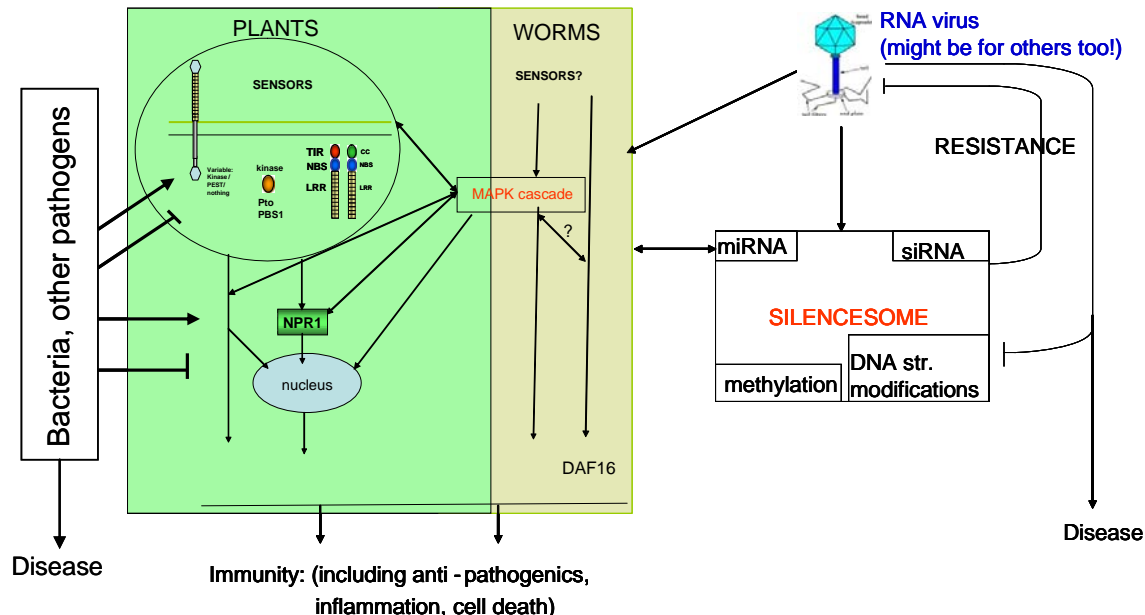 PLANTS
WORMS
RNA virus
(might be for others too!)
SENSORS
SENSORS?
Bacteria, other pathogens
Variable:
Kinase /
PEST/
nothing
kinase
Pto
PBS1
TIR
NBS
LRR
CC
NBS
LRR
MAPK cascade
?
RESISTANCE
miRNA
siRNA
SILENCESOME
methylation
DNA str.
modifications
NPR1
nucleus
DAF16
Disease
Disease
Immunity: (including anti -pathogenics,
inflammation, cell death)